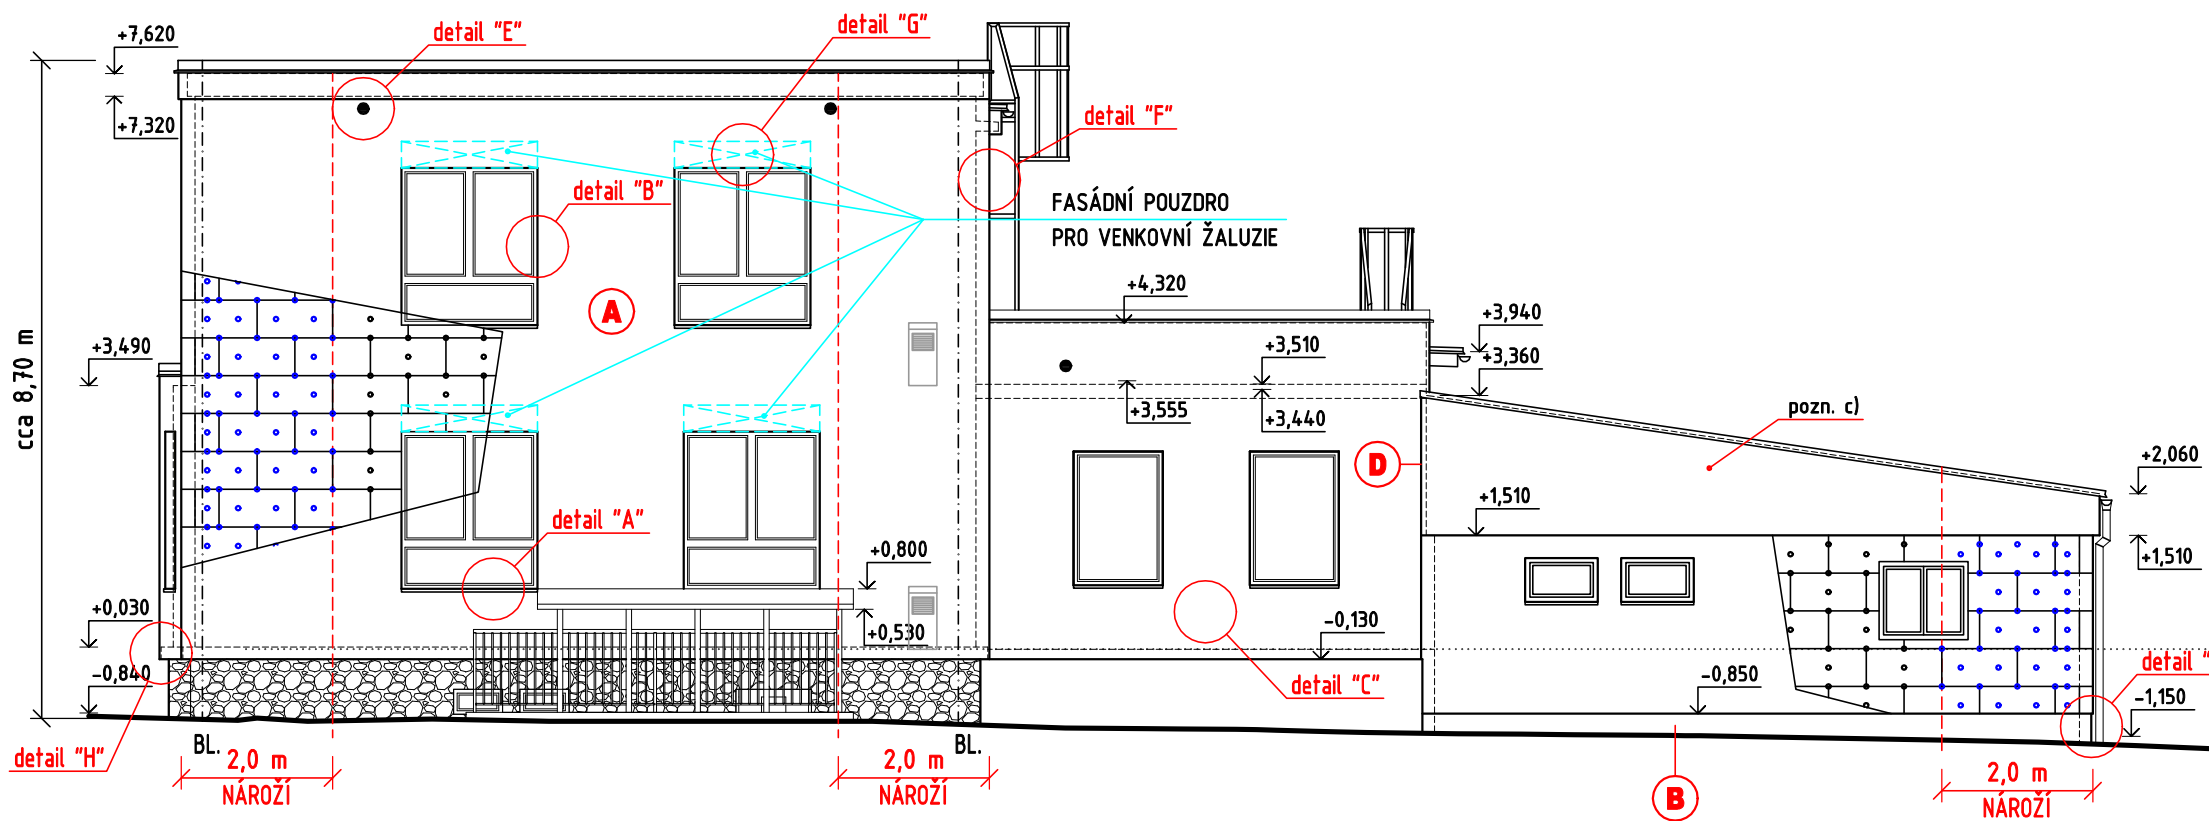 +7,620
detail "E"
detail "G"
+7,320
detail "F"
detail "B"
FASÁDNÍ POUZDRO
PRO VENKOVNÍ ŽALUZIE
A
+4,320
+3,940
+3,490
+3,510
+3,360
cca 8,70 m
+3,555
+3,440
pozn. c)
D
+2,060
+1,510
detail "A"
+0,800
+1,510
+0,030
+0,530
-0,130
-0,840
detail "C"
-0,850
detail "
-1,150
BL.
BL.
detail "H"
2,0 m
NÁROŽÍ
2,0 m
NÁROŽÍ
2,0 m
NÁROŽÍ
B